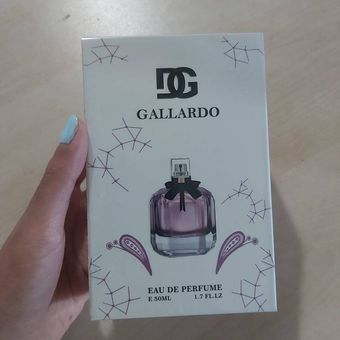 DG
GALLARDO
EAU DE PERFUME
E 50ML 1.7 FL.LZ